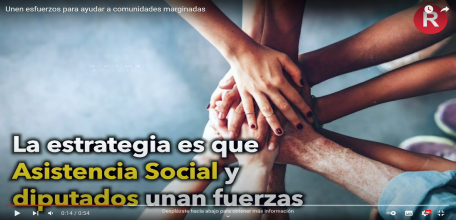 Unen esfuerzos para ayudar a comunidades marginadas
R
La estrategia es que
Asistencia Social y
diputados unan fuerzas
0:14 / 0:54
Desplázate hacia abajo para obtener más información